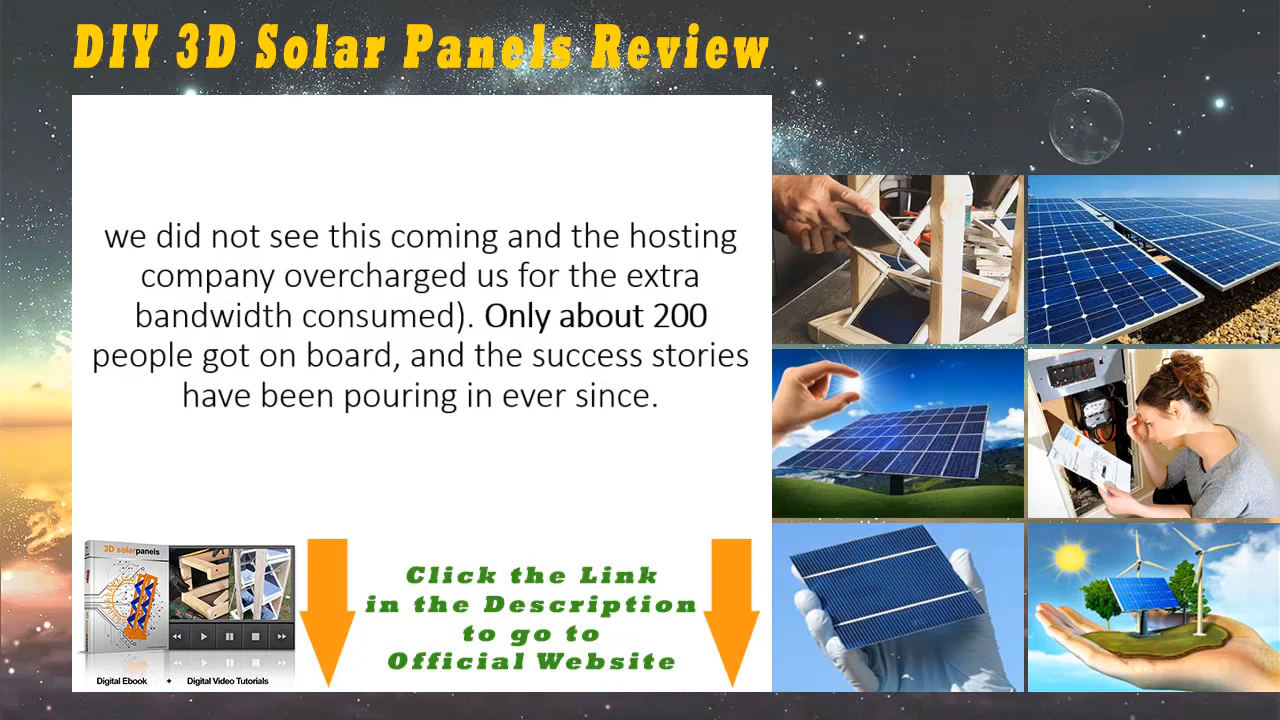 DIY 3D Solar Panels Review
we did not see this coming and the hosting
company overcharged us for the extra
bandwidth consumed). Only about 200
people got on board, and the success stories
have been pouring in ever since.
3D solarpanels
Digital Ebook + Digital Video Tutorials
Click the Link
in the Description
to go to
Official Website